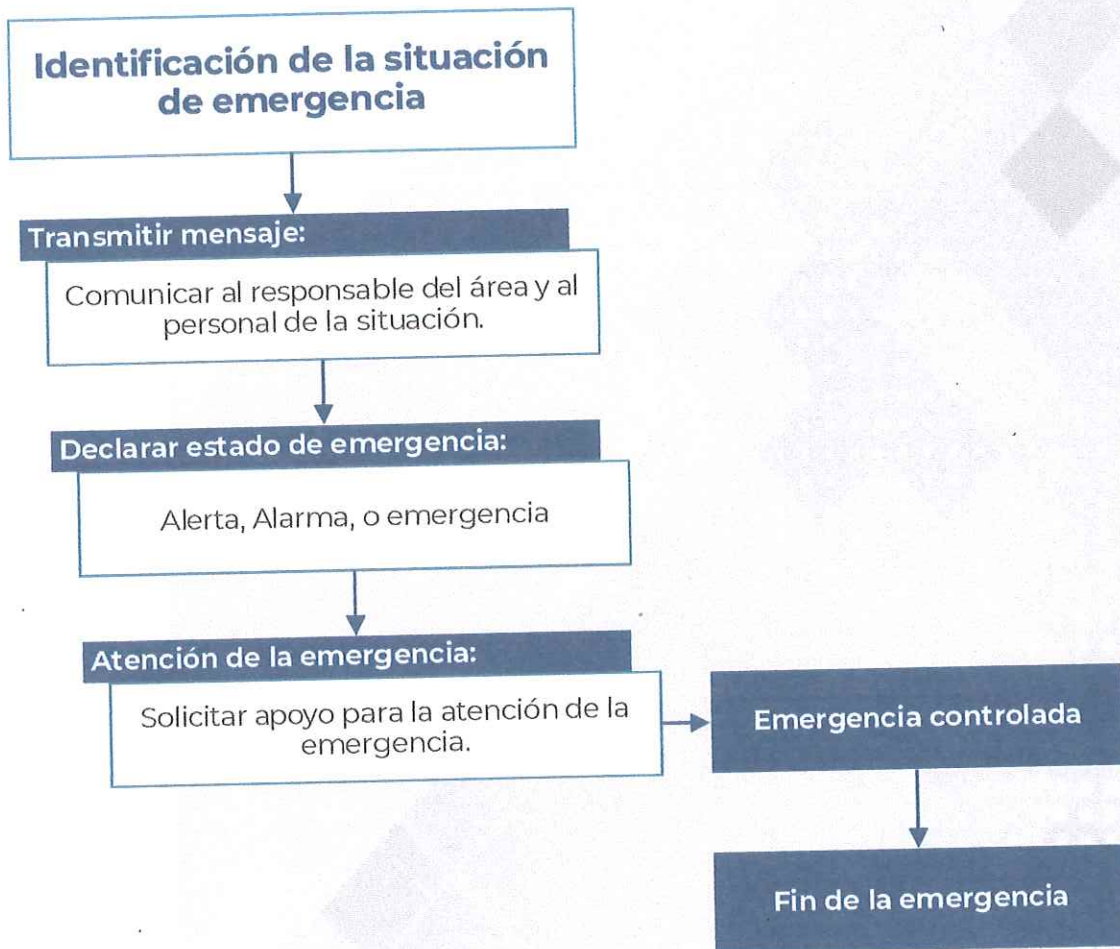 Identificación de la situación
de emergencia
Transmitir mensaje:
Comunicar al responsable del área y al
personal de la situación.
Declarar estado de emergencia:
Alerta, Alarma, o emergencia
Atención de la emergencia:
Solicitar apoyo para la atención de la
emergencia.
Emergencia controlada
Fin de la emergencia